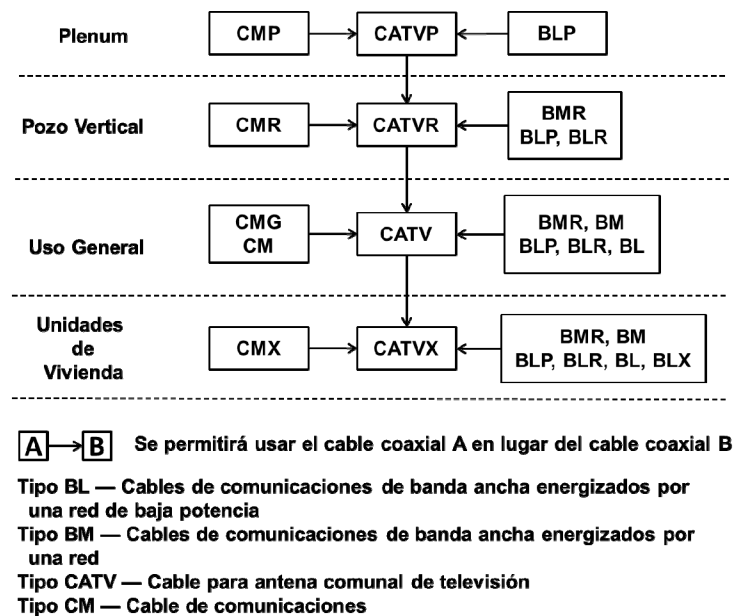 Plenum
CMP
CATVP
BLP
Pozo Vertical
CMR
CATVR
BMR
BLP, BLR
Uso General
CMG
CM
CATV
BMR, BM
BLP, BLR, BL
Unidades
de
Vivienda
CMX
CATVX
BMR, BM
BLP, BLR, BL, BLX
A → B Se permitirá usar el cable coaxial A en lugar del cable coaxial B
Tipo BL — Cables de comunicaciones de banda ancha energizados por
una red de baja potencia
Tipo BM — Cables de comunicaciones de banda ancha energizados por
una red
Tipo CATV — Cable para antena comunal de televisión
Tipo CM — Cable de comunicaciones